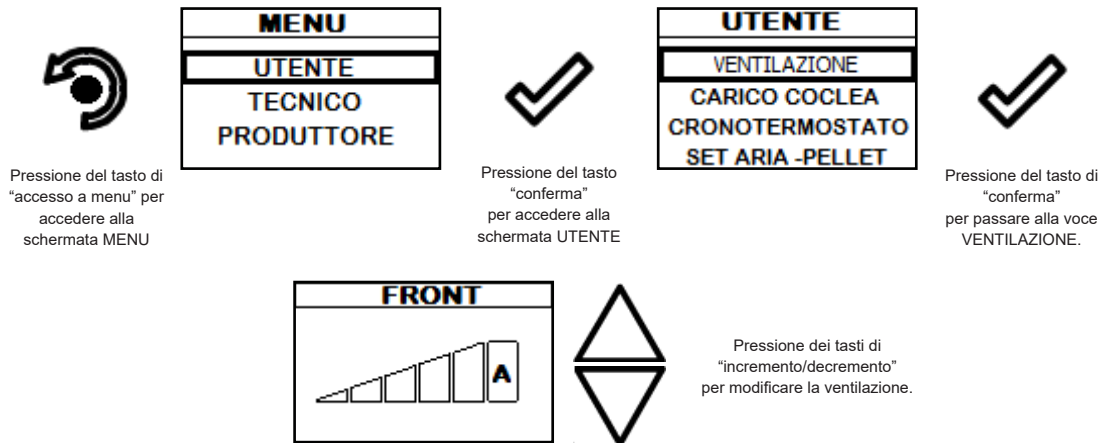 MENU
UTENTE
TECNICO
PRODUTTORE
Pressione del tasto di
“accesso a menu” per
accedere alla
schermata MENU
Pressione del tasto
“conferma”
per accedere alla
schermata UTENTE
UTENTE
VENTILAZIONE
CARICO COCLEA
CRONOTERMOSTATO
SET ARIA -PELLET
Pressione del tasto di
“conferma”
per passare alla voce
VENTILAZIONE.
FRONT
A
Pressione dei tasti di
“incremento/decremento”
per modificare la ventilazione.